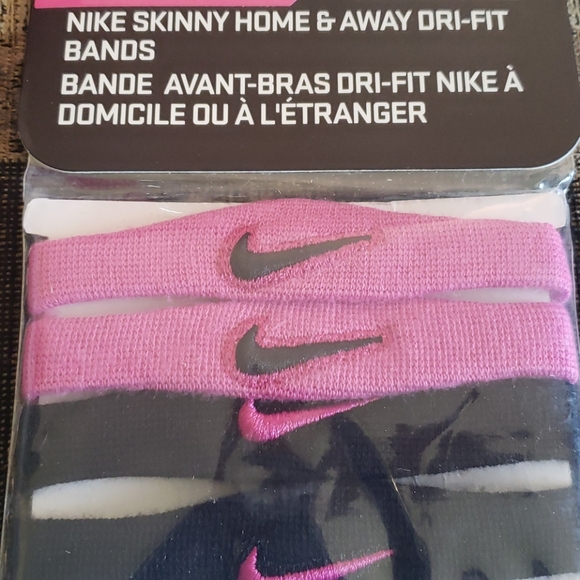 NIKE SKINNY HOME & AWAY DRI-FIT
BANDS
BANDE AVANT-BRAS DRI-FIT NIKE À
DOMICILE OU À L'ÉTRANGER